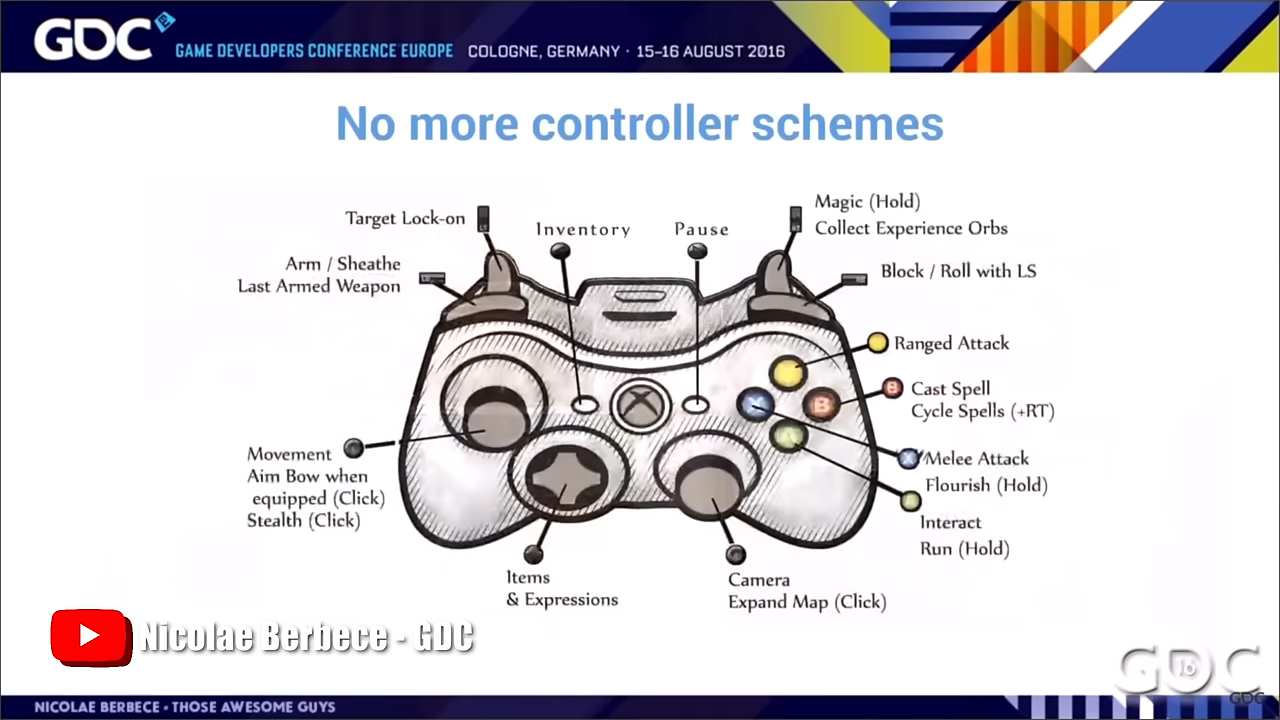 GDC
GAME DEVELOPERS CONFERENCE EUROPE COLOGNE, GERMANY · 15–16 AUGUST 2016
No more controller schemes
Target Lock-on
Inventory
Pause
Magic (Hold)
Collect Experience Orbs
Arm / Sheathe
Last Armed Weapon
Block / Roll with LS
Ranged Attack
B
Cast Spell
Cycle Spells (+RT)
X
B
Movement
Aim Bow when
equipped (Click)
Stealth (Click)
X
Melee Attack
Flourish (Hold)
Interact
Run (Hold)
Items
& Expressions
Camera
Expand Map (Click)
Nicolae Berbece - GDC
GDC
16
GDC
NICOLAE BERBECE - THOSE AWESOME GUYS